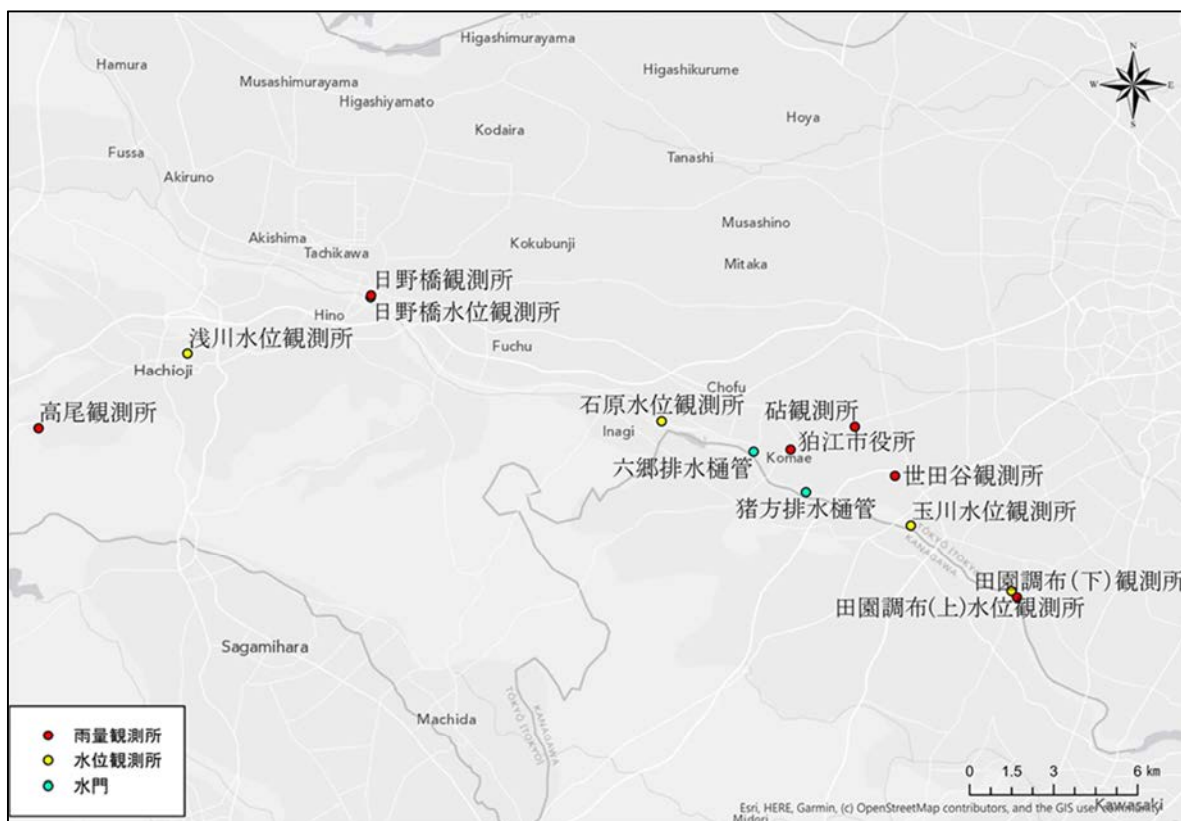 Higashimurayama
N
Hamura
Higashikurume
Musashimurayama
W
E
Higashiyamato
Hoya
S
Kodaira
Fussa
Tanashi
Akiruno
Musashino
Akishima
Kokubunji
Tachikawa
Mitaka
日野橋観測所
日野橋水位観測所
Hino
浅川水位観測所
Fuchu
Hachioji
Chofu
高尾観測所
石原水位観測所
砧観測所
Inagi
狛江市役所
Komae
六郷排水樋管
世田谷観測所
猪方排水樋管
玉川水位観測所
TŌKYŌ (TOKYO)
KANAGAWA
田園調布(下)観測所
田園調布(上)水位観測所
Sagamihara
TŌKYŌ (TOKYO)
KANAGAWA
Machida
雨量観測所
水位観測所
水門
0 1.5 3 6 km
Esri, HERE, Garmin, (c) OpenStreetMap contributors, and the GIS user community
Kawasaki
Midori